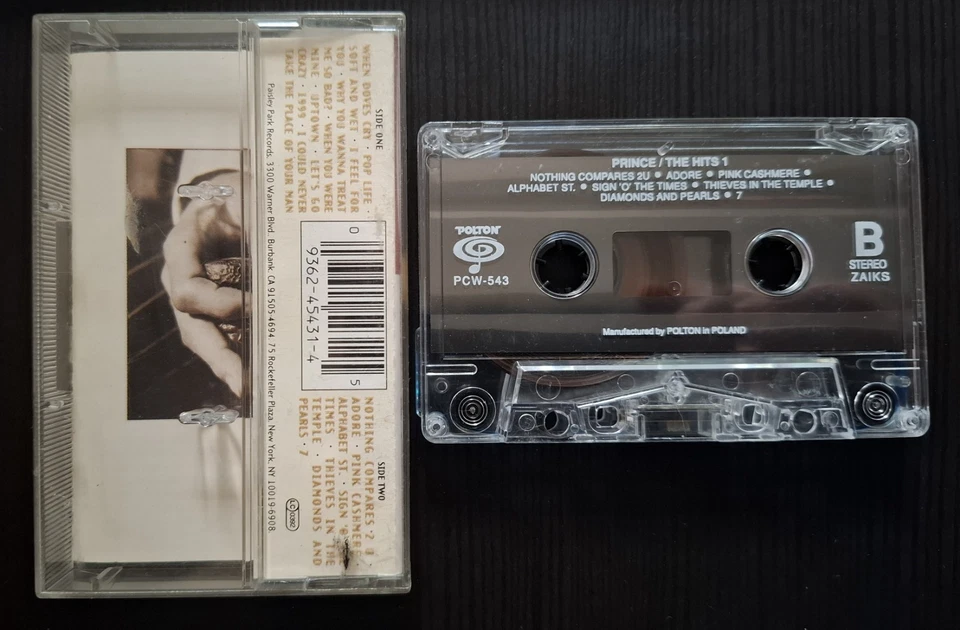 SIDE ONE
WHEN DOVES CRY · POP LIFE ·
SOFT AND WET · I FEEL FOR
YOU · WHY YOU WANNA TREAT
ME SO BAD? · WHEN YOU WERE
MINE · UPTOWN · LET'S GO
CRAZY · 1999 · I COULD NEVER
TAKE THE PLACE OF YOUR MAN
0 9362-45431-4 5
SIDE TWO
NOTHING COMPARES 2 U ·
ADORE · PINK CASHMERE
ALPHABET ST. · SIGN
TIMES · THIEVES IN THE
TEMPLE · DIAMONDS AND
PEARLS · 7
LC 0392
Paisley Park Records, 3300 Warner Blvd. Burbank, CA 91505-4694. 75 Rockefeller Plaza, New York, NY 10019-6908.
PRINCE / THE HITS 1
NOTHING COMPARES 2U • ADORE • PINK CASHMERE •
ALPHABET ST. • SIGN 'O' THE TIMES • THIEVES IN THE TEMPLE •
DIAMONDS AND PEARLS • 7
POLTON
PCW-543
B
STEREO
ZAIKS
Manufactured by POLTON in POLAND